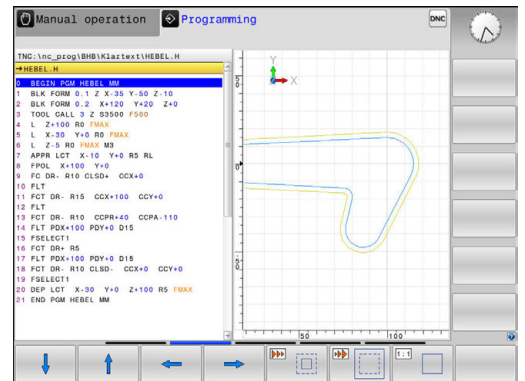 Manual operation
Programming
DNC
TNC:\nc_prog\BHB\Klartext\HEBEL.H
→HEBEL.H
0 BEGIN PGM HEBEL MM
1 BLK FORM 0.1 Z X-35 Y-50 Z-10
2 BLK FORM 0.2 X+120 Y+20 Z+0
3 TOOL CALL 3 Z S3500 F500
4 L Z+100 R0 FMAX
5 L X-30 Y+0 R0 FMAX
6 L Z-5 R0 FMAX M3
7 APPR LCT X-10 Y+0 R5 RL
8 FPOL X+100 Y+0
9 FC DR- R10 CLSD+ CCX+0
10 FLT
11 FCT DR- R15 CCX+100 CCY+0
12 FLT
13 FCT DR- R10 CCPR+40 CCPA-110
14 FLT PDX+100 PDY+0 D15
15 FSELECT1
16 FCT DR+ R5
17 FLT PDX+100 PDY+0 D15
18 FCT DR- R10 CLSD- CCX+0 CCY+0
19 FSELECT1
20 DEP LCT X-30 Y+0 Z+100 R5 FMAX
21 END PGM HEBEL MM
Y
X
50
100
1:1